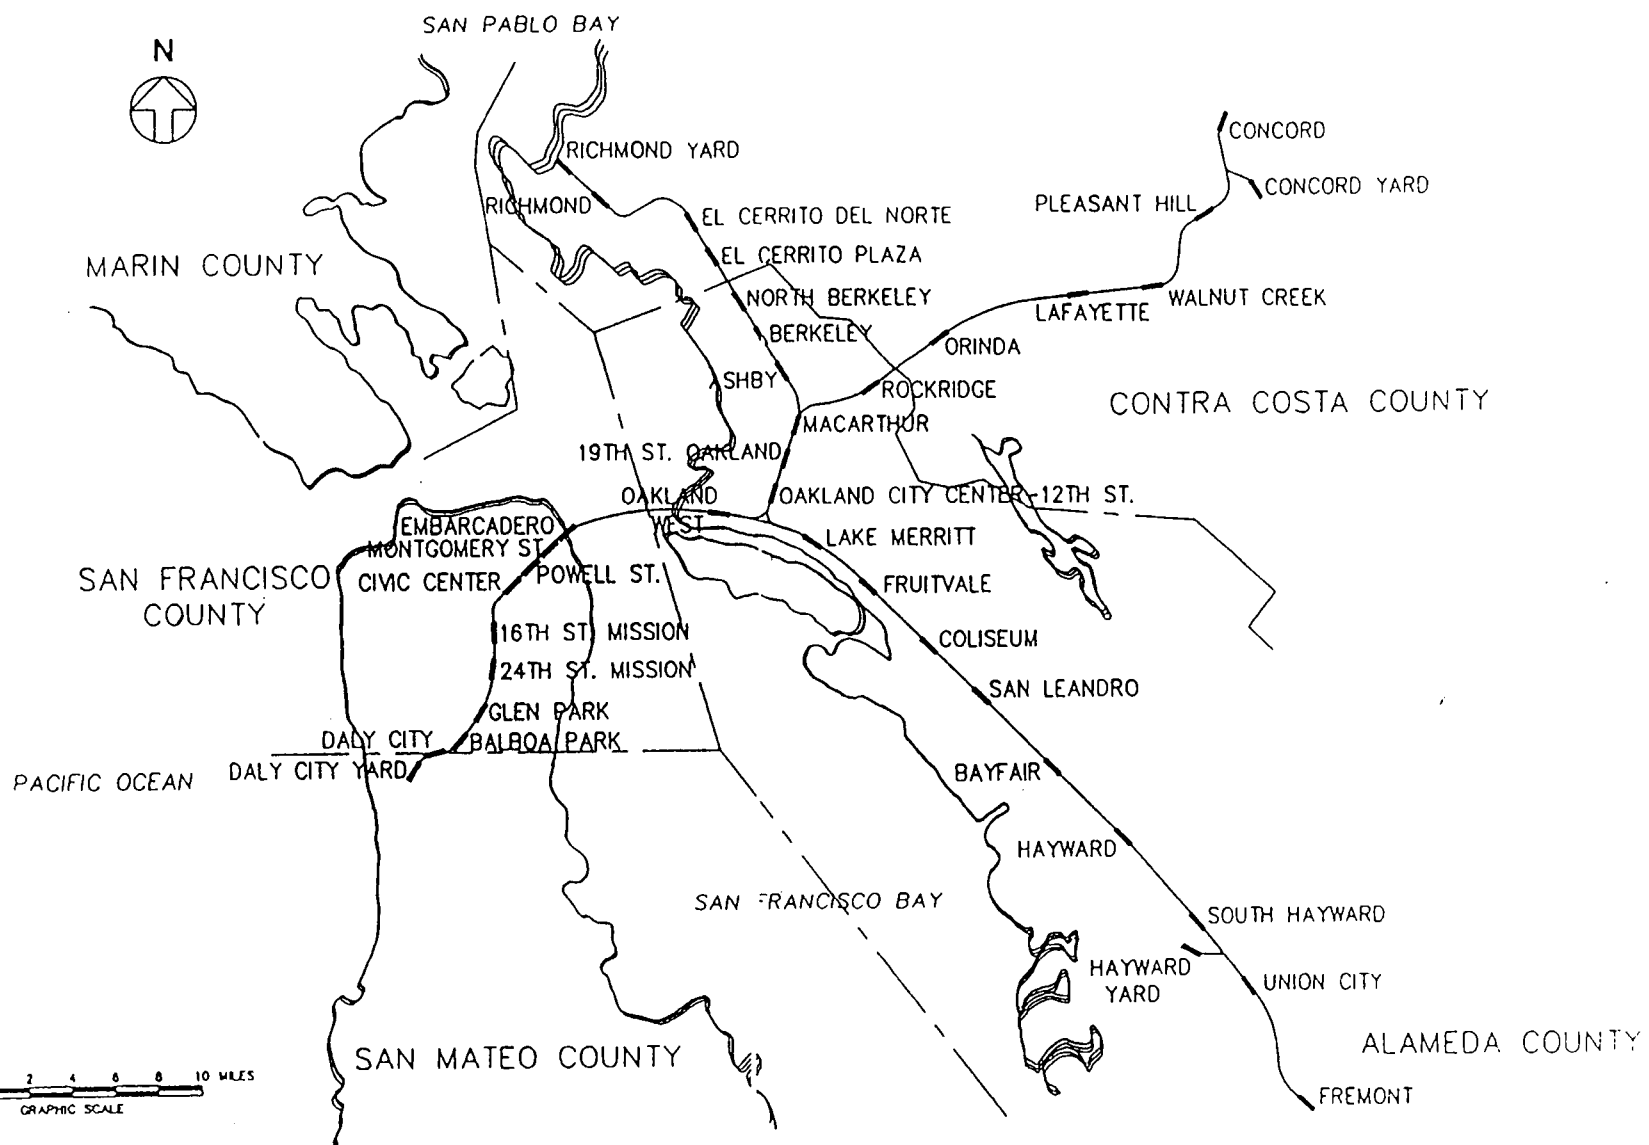 SAN PABLO BAY
N
CONCORD
RICHMOND YARD
CONCORD YARD
RICHMOND
PLEASANT HILL
EL CERRITO DEL NORTE
EL CERRITO PLAZA
MARIN COUNTY
NORTH BERKELEY
WALNUT CREEK
LAFAYETTE
BERKELEY
ORINDA
ASHBY
ROCKRIDGE
CONTRA COSTA COUNTY
MACARTHUR
19TH ST. OAKLAND
OAKLAND
WEST
OAKLAND CITY CENTER-12TH ST.
EMBARCADERO
LAKE MERRITT
MONTGOMERY ST.
POWELL ST.
CIVIC CENTER
SAN FRANCISCO
COUNTY
FRUITVALE
16TH ST. MISSION
COLISEUM
24TH ST. MISSION
SAN LEANDRO
GLEN PARK
DALY CITY
BALBOA PARK
DALY CITY YARD
PACIFIC OCEAN
BAYFAIR
HAYWARD
SAN FRANCISCO BAY
SOUTH HAYWARD
HAYWARD
YARD
UNION CITY
ALAMEDA COUNTY
SAN MATEO COUNTY
2 4 6 8 10 MILES
GRAPHIC SCALE
FREMONT